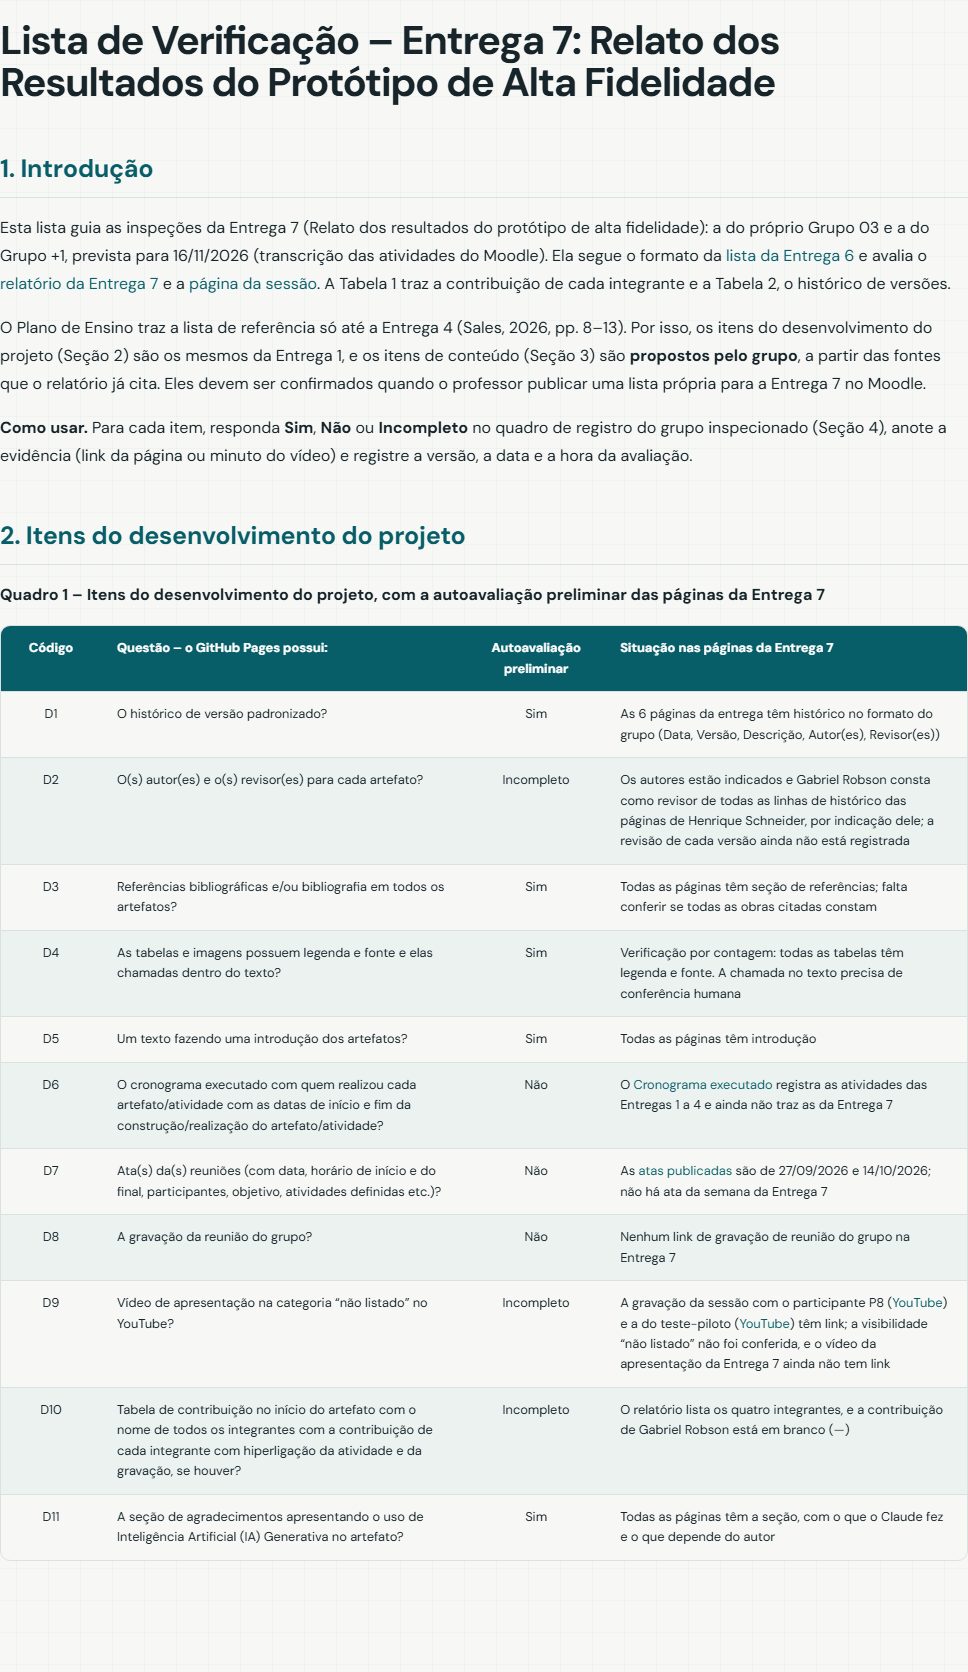 Lista de Verificação – Entrega 7: Relato dos
Resultados do Protótipo de Alta Fidelidade
1. Introdução
Esta lista guia as inspeções da Entrega 7 (Relato dos resultados do protótipo de alta fidelidade): a do próprio Grupo 03 e a do
Grupo +1, prevista para 16/11/2026 (transcrição das atividades do Moodle). Ela segue o formato da lista da Entrega 6 e avalia o
relatório da Entrega 7 e a página da sessão. A Tabela 1 traz a contribuição de cada integrante e a Tabela 2, o histórico de versões.
O Plano de Ensino traz a lista de referência só até a Entrega 4 (Sales, 2026, pp. 8–13). Por isso, os itens do desenvolvimento do
projeto (Seção 2) são os mesmos da Entrega 1, e os itens de conteúdo (Seção 3) são propostos pelo grupo, a partir das fontes
que o relatório já cita. Eles devem ser confirmados quando o professor publicar uma lista própria para a Entrega 7 no Moodle.
Como usar. Para cada item, responda Sim, Não ou Incompleto no quadro de registro do grupo inspecionado (Seção 4), anote a
evidência (link da página ou minuto do vídeo) e registre a versão, a data e a hora da avaliação.
2. Itens do desenvolvimento do projeto
Quadro 1 – Itens do desenvolvimento do projeto, com a autoavaliação preliminar das páginas da Entrega 7
Código
Questão – o GitHub Pages possui:
Autoavaliação
preliminar
Situação nas páginas da Entrega 7
D1
O histórico de versão padronizado?
Sim
As 6 páginas da entrega têm histórico no formato do
grupo (Data, Versão, Descrição, Autor(es), Revisor(es))
D2
O(s) autor(es) e o(s) revisor(es) para cada artefato?
Incompleto
Os autores estão indicados e Gabriel Robson consta
como revisor de todas as linhas de histórico das
páginas de Henrique Schneider, por indicação dele; a
revisão de cada versão ainda não está registrada
D3
Referências bibliográficas e/ou bibliografia em todos os
artefatos?
Sim
Todas as páginas têm seção de referências; falta
conferir se todas as obras citadas constam
D4
As tabelas e imagens possuem legenda e fonte e elas
chamadas dentro do texto?
Sim
Verificação por contagem: todas as tabelas têm
legenda e fonte. A chamada no texto precisa de
conferência humana
D5
Um texto fazendo uma introdução dos artefatos?
Sim
Todas as páginas têm introdução
D6
O cronograma executado com quem realizou cada
artefato/atividade com as datas de início e fim da
construção/realização do artefato/atividade?
Não
O Cronograma executado registra as atividades das
Entregas 1 a 4 e ainda não traz as da Entrega 7
D7
Ata(s) da(s) reuniões (com data, horário de início e do
final, participantes, objetivo, atividades definidas etc.)?
Não
As atas publicadas são de 27/09/2026 e 14/10/2026;
não há ata da semana da Entrega 7
D8
A gravação da reunião do grupo?
Não
Nenhum link de gravação de reunião do grupo na
Entrega 7
D9
Vídeo de apresentação na categoria “não listado” no
YouTube?
Incompleto
A gravação da sessão com o participante P8 (YouTube)
e a do teste-piloto (YouTube) têm link; a visibilidade
“não listado” não foi conferida, e o vídeo da
apresentação da Entrega 7 ainda não tem link
D10
Tabela de contribuição no início do artefato com o
nome de todos os integrantes com a contribuição de
cada integrante com hiperligação da atividade e da
gravação, se houver?
Incompleto
O relatório lista os quatro integrantes, e a contribuição
de Gabriel Robson está em branco (—)
D11
A seção de agradecimentos apresentando o uso de
Inteligência Artificial (IA) Generativa no artefato?
Sim
Todas as páginas têm a seção, com o que o Claude fez
e o que depende do autor